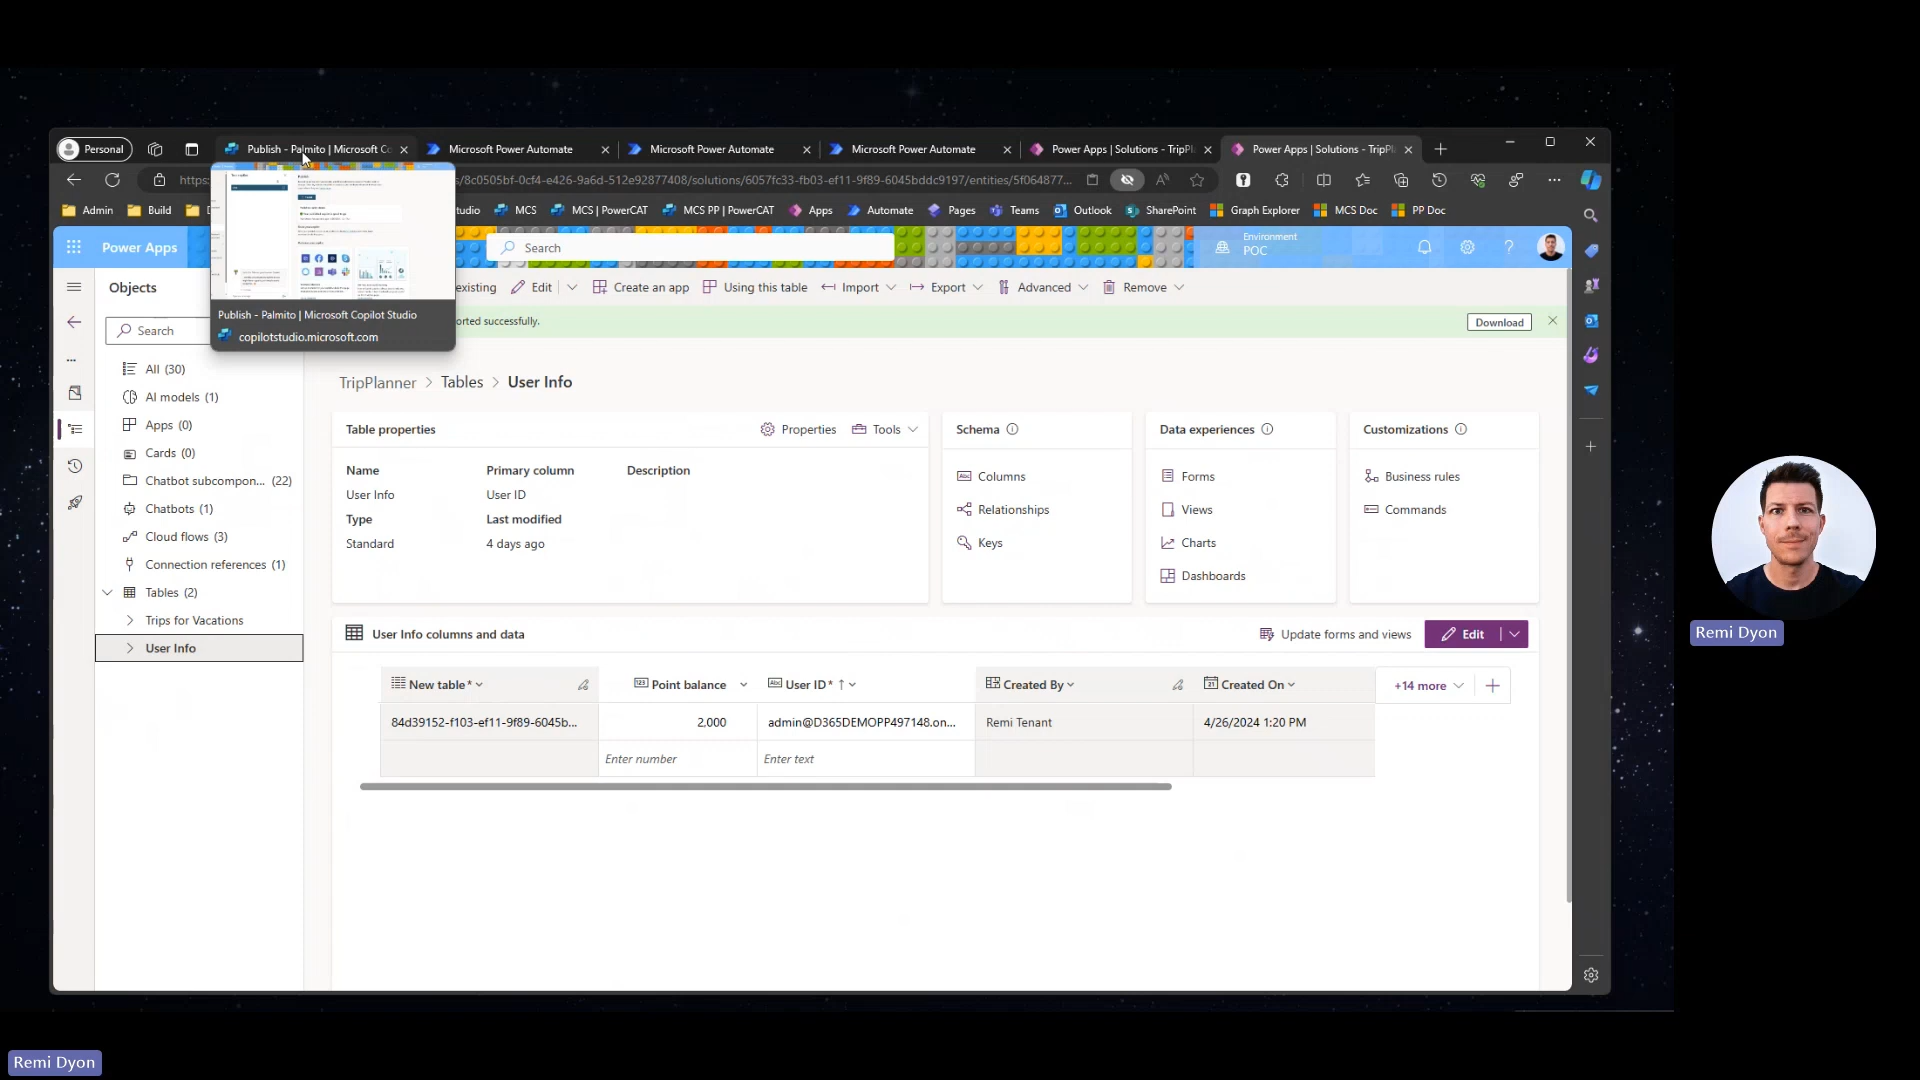 Personal
Publish - Palmito | Microsoft Co
Microsoft Power Automate
Microsoft Power Automate
Microsoft Power Automate
Power Apps | Solutions - TripPl
Power Apps | Solutions - TripPl
https:
s/8c0505bf-0cf4-e426-9a6d-512e92877408/solutions/6057fc33-fb03-ef11-9f89-6045bddc9197/entities/5f064877...
Admin
Build
tudio
MCS
MCS | PowerCAT
MCS PP | PowerCAT
Apps
Automate
Pages
Teams
Outlook
SharePoint
Graph Explorer
MCS Doc
PP Doc
Power Apps
Search
Environment
POC
Publish - Palmito | Microsoft Copilot Studio
copilotstudio.microsoft.com
Objects
Search
existing
Edit
Create an app
Using this table
Import
Export
Advanced
Remove
orted successfully.
Download
All (30)
AI models (1)
Apps (0)
Cards (0)
Chatbot subcompon... (22)
Chatbots (1)
Cloud flows (3)
Connection references (1)
Tables (2)
Trips for Vacations
User Info
TripPlanner > Tables > User Info
Table properties
Properties
Tools
Name
Primary column
Description
User Info
User ID
Type
Last modified
Standard
4 days ago
Schema
Columns
Relationships
Keys
Data experiences
Forms
Views
Charts
Dashboards
Customizations
Business rules
Commands
User Info columns and data
Update forms and views
Edit
New table *
Point balance
User ID * ↑
Created By
Created On
+14 more
84d39152-f103-ef11-9f89-6045b...
2,000
admin@D365DEMOPP497148.on...
Remi Tenant
4/26/2024 1:20 PM
Enter number
Enter text
Remi Dyon
Remi Dyon